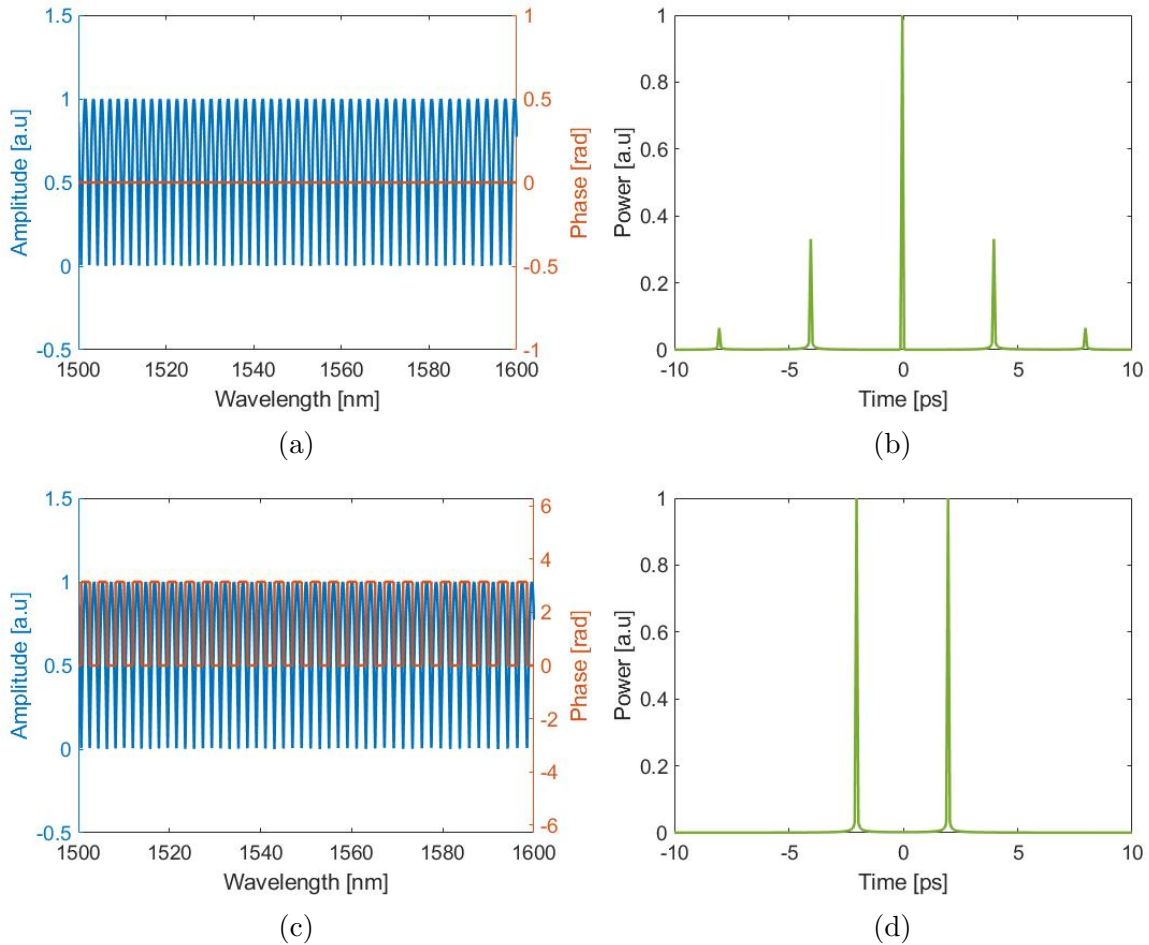 1.5
1
0.5
0
-0.5
1
0.5
0
-0.5
-1
Amplitude [a.u]
Phase [rad]
1500 1520 1540 1560 1580 1600
Wavelength [nm]
(a)
1
0.8
0.6
0.4
0.2
0
Power [a.u]
-10 -5 0 5 10
Time [ps]
(b)
1.5
1
0.5
0
-0.5
6
4
2
0
-2
-4
-6
Amplitude [a.u]
Phase [rad]
1500 1520 1540 1560 1580 1600
Wavelength [nm]
(c)
1
0.8
0.6
0.4
0.2
0
Power [a.u]
-10 -5 0 5 10
Time [ps]
(d)